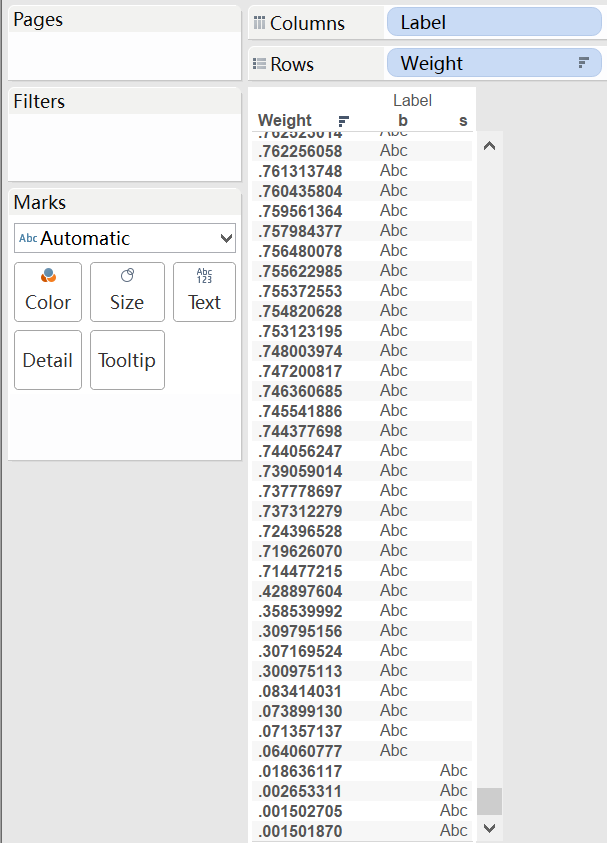 Pages
Columns
Label
Rows
Weight
Filters
Marks
Abc Automatic
Color
Size
Abc
123
Text
Detail
Tooltip
Label
Weight b s
.762523014 Abc
.762256058 Abc
.761313748 Abc
.760435804 Abc
.759561364 Abc
.757984377 Abc
.756480078 Abc
.755622985 Abc
.755372553 Abc
.754820628 Abc
.753123195 Abc
.748003974 Abc
.747200817 Abc
.746360685 Abc
.745541886 Abc
.744377698 Abc
.744056247 Abc
.739059014 Abc
.737778697 Abc
.737312279 Abc
.724396528 Abc
.719626070 Abc
.714477215 Abc
.428897604 Abc
.358539992 Abc
.309795156 Abc
.307169524 Abc
.300975113 Abc
.083414031 Abc
.073899130 Abc
.071357137 Abc
.064060777 Abc
.018636117 Abc
.002653311 Abc
.001502705 Abc
.001501870 Abc